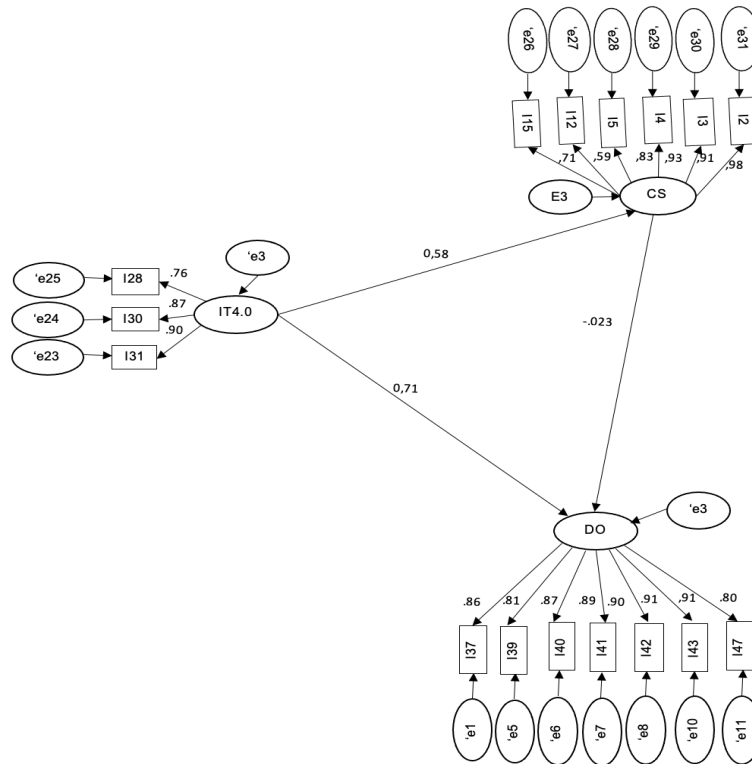 'e26 'e27 'e28 'e29 'e30 'e31
I15 I12 I5 I4 I3 I2
,71 ,59 ,83 ,93 ,91 ,98
E3 CS
'e3
'e25 I28 .76
'e24 I30 .87 IT4.0
'e23 I31 .90
0,58
-.023
0,71
'e3
DO
.86 .81 .87 .89 .90 .91 ,91 .80
I37 I39 I40 I41 I42 I43 I47
'e1 'e5 'e6 'e7 'e8 'e10 'e11